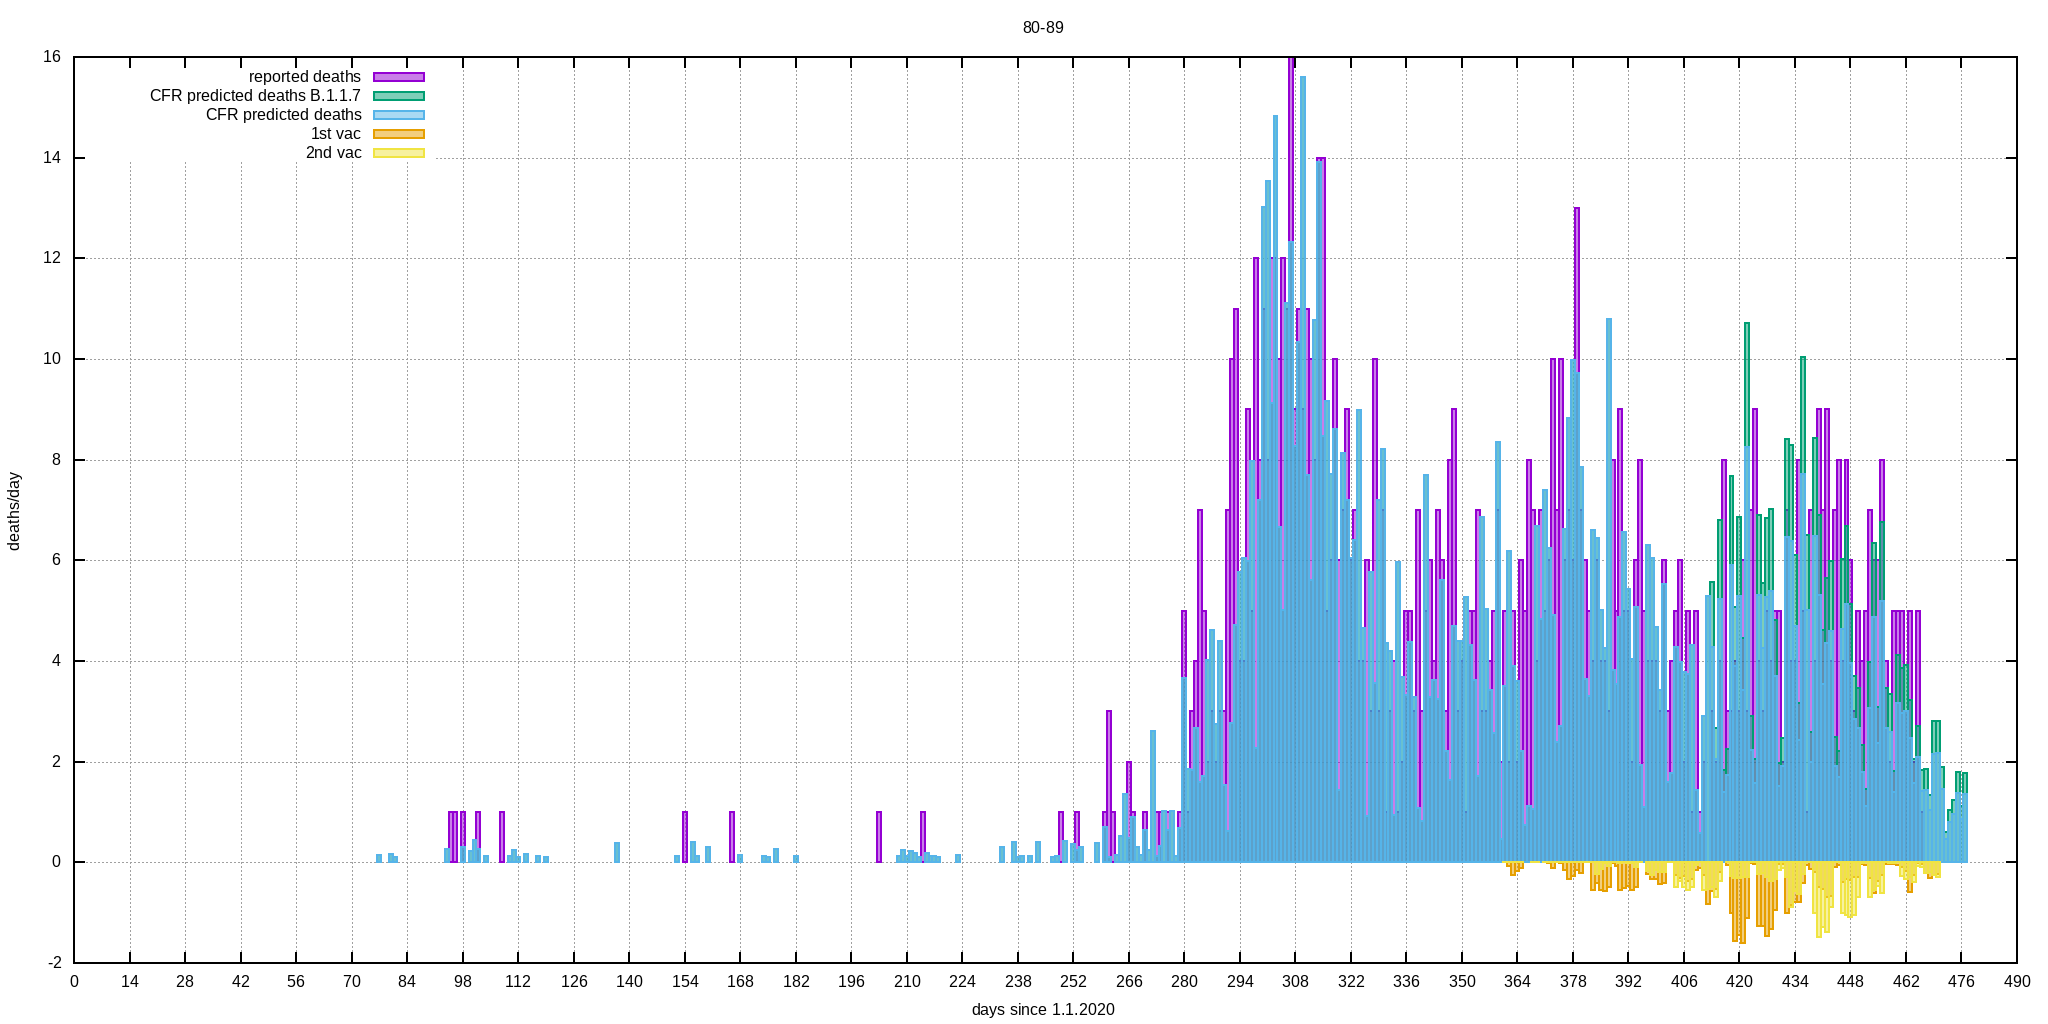 80-89
reported deaths
CFR predicted deaths B.1.1.7
CFR predicted deaths
1st vac
2nd vac
16
14
12
10
8
6
4
2
0
-2
deaths/day
0 14 28 42 56 70 84 98 112 126 140 154 168 182 196 210 224 238 252 266 280 294 308 322 336 350 364 378 392 406 420 434 448 462 476 490
days since 1.1.2020